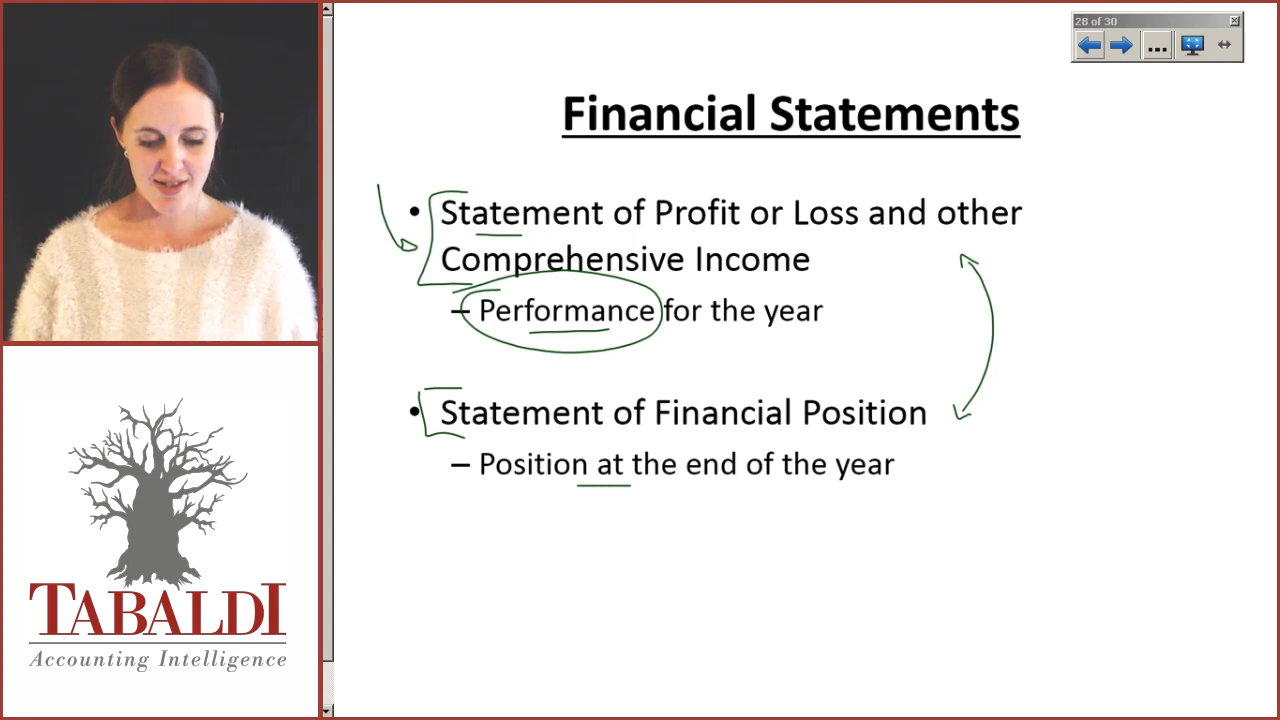 28 of 30
Financial Statements
• Statement of Profit or Loss and other
Comprehensive Income
– Performance for the year
• Statement of Financial Position
– Position at the end of the year
TABALDI
Accounting Intelligence